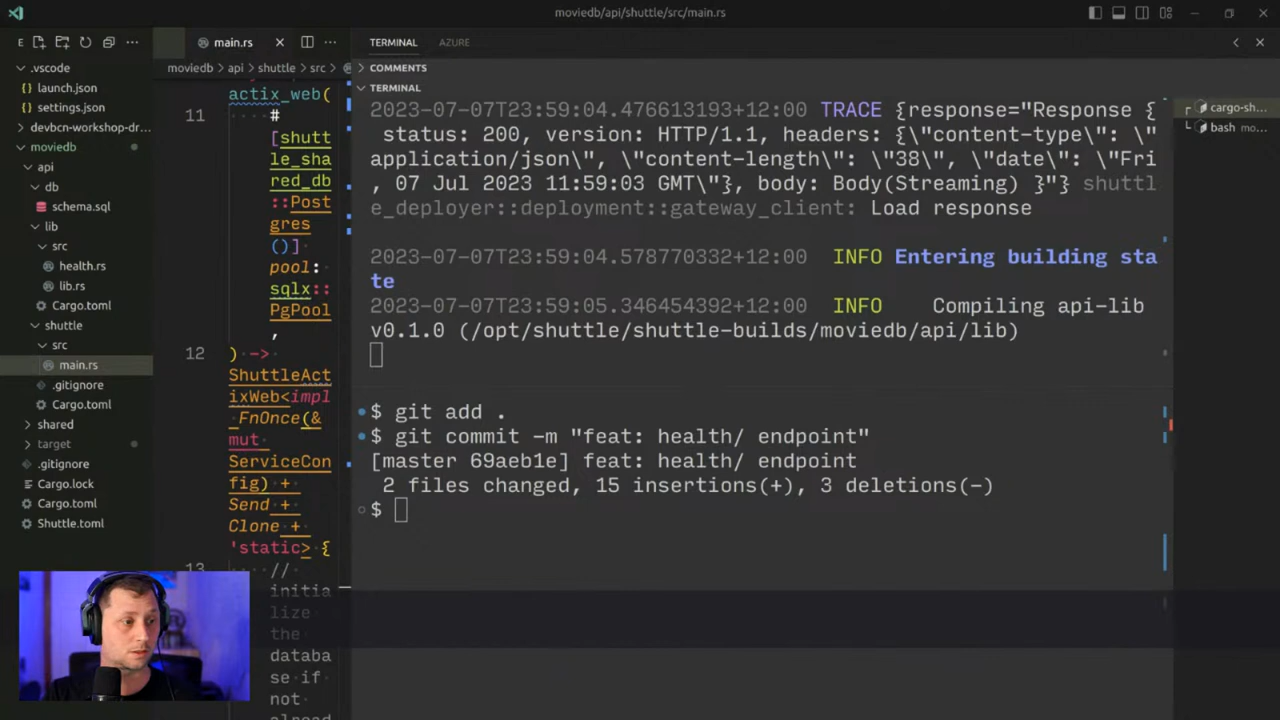 moviedb/api/shuttle/src/main.rs
E
.vscode
launch.json
settings.json
devbcn-workshop-dr...
moviedb
api
db
schema.sql
lib
src
health.rs
lib.rs
Cargo.toml
shuttle
src
main.rs
.gitignore
Cargo.toml
shared
target
.gitignore
Cargo.lock
Cargo.toml
Shuttle.toml
main.rs
moviedb > api > shuttle > src >
actix_web(
11
#
[shutt
le_sha
red_db
::Post
gres
()]
pool:
sqlx::
PgPool
,
12
) ->
ShuttleAct
ixWeb<impl
FnOnce(&
mut
ServiceCon
fig) +
Send +
Clone +
'static> {
13
//
initia
lize
the
databa
se if
not
alread
TERMINAL AZURE
COMMENTS
TERMINAL
2023-07-07T23:59:04.476613193+12:00 TRACE {response="Response {
status: 200, version: HTTP/1.1, headers: {\"content-type\": \"
application/json\", \"content-length\": \"38\", \"date\": \"Fri
, 07 Jul 2023 11:59:03 GMT\"}, body: Body(Streaming) }"} shuttl
e_deployer::deployment::gateway_client: Load response
2023-07-07T23:59:04.578770332+12:00 INFO Entering building sta
te
2023-07-07T23:59:05.346454392+12:00 INFO Compiling api-lib
v0.1.0 (/opt/shuttle/shuttle-builds/moviedb/api/lib)
$ git add .
$ git commit -m "feat: health/ endpoint"
[master 69aeb1e] feat: health/ endpoint
2 files changed, 15 insertions(+), 3 deletions(-)
$
cargo-sh...
bash mo...